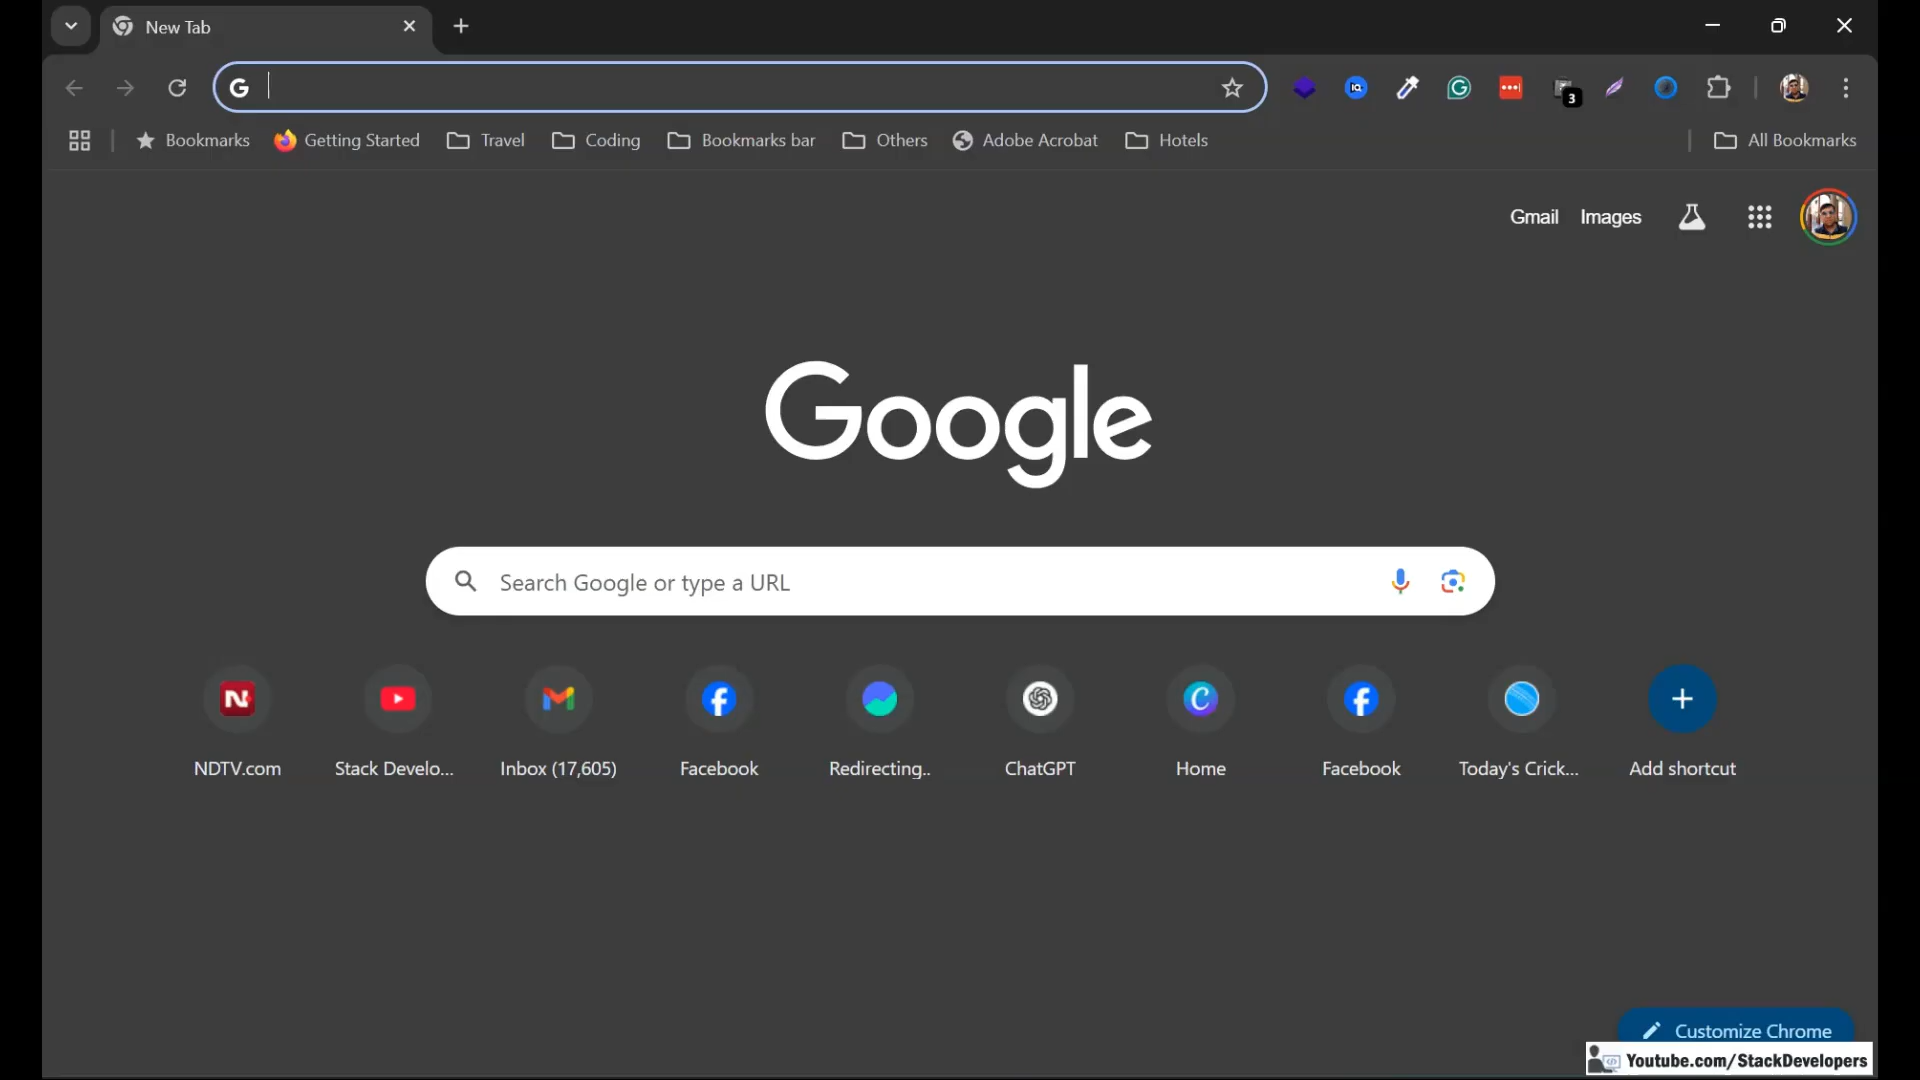 New Tab
G
3
Bookmarks
Getting Started
Travel
Coding
Bookmarks bar
Others
Adobe Acrobat
Hotels
All Bookmarks
Gmail
Images
Google
Search Google or type a URL
NDTV.com
Stack Develo...
Inbox (17,605)
Facebook
Redirecting..
ChatGPT
Home
Facebook
Today's Crick...
Add shortcut
Customize Chrome
Youtube.com/StackDevelopers